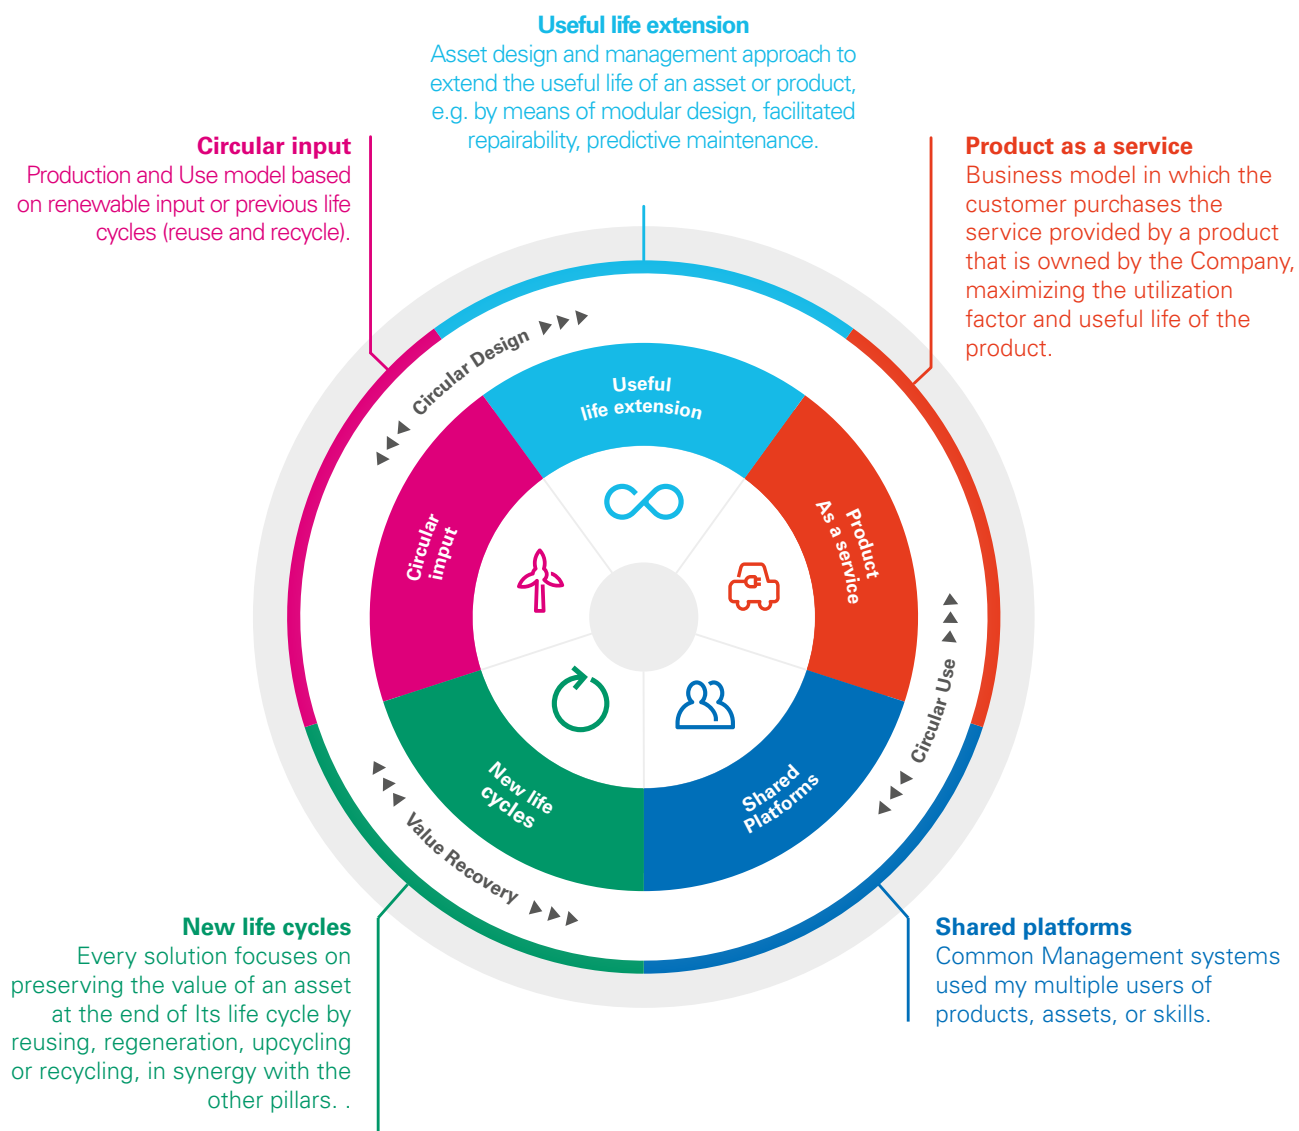 Useful life extension
Asset design and management approach to
extend the useful life of an asset or product,
e.g. by means of modular design, facilitated
repairability, predictive maintenance.
Circular input
Production and Use model based
on renewable input or previous life
cycles (reuse and recycle).
Product as a service
Business model in which the
customer purchases the
service provided by a product
that is owned by the Company,
maximizing the utilization
factor and useful life of the
product.
Circular Design
Useful
life extension
Circular
imput
Product
As a service
Circular Use
New life
cycles
Shared
Platforms
Value Recovery
New life cycles
Every solution focuses on
preserving the value of an asset
at the end of Its life cycle by
reusing, regeneration, upcycling
or recycling, in synergy with the
other pillars. .
Shared platforms
Common Management systems
used my multiple users of
products, assets, or skills.